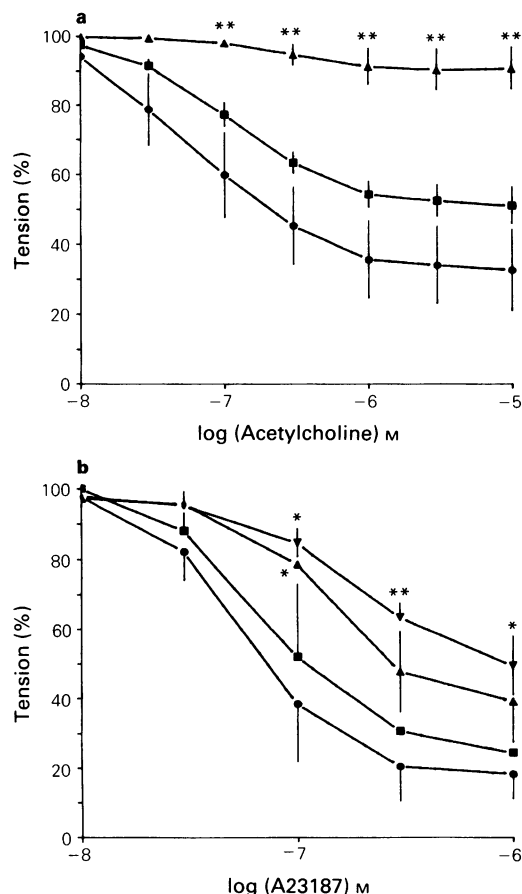 a
** ** ** ** **
100
80
60
40
20
0
Tension (%)
−8 −7 −6 −5
log (Acetylcholine) M
b
100
80
60
40
20
0
Tension (%)
*
*
**
*
−8 −7 −6
log (A23187) M